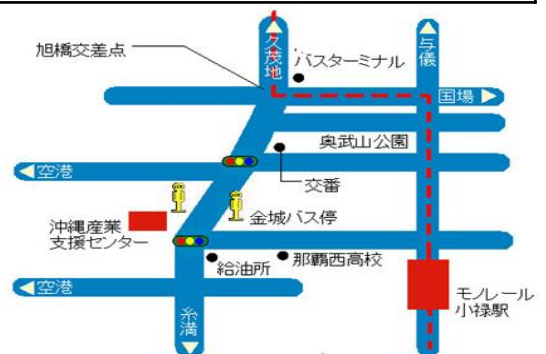 久茂地
与儀
旭橋交差点
バスターミナル
国場
奥武山公園
空港
交番
金城バス停
沖縄産業
支援センター
給油所
那覇西高校
空港
モノレール
小禄駅
糸満